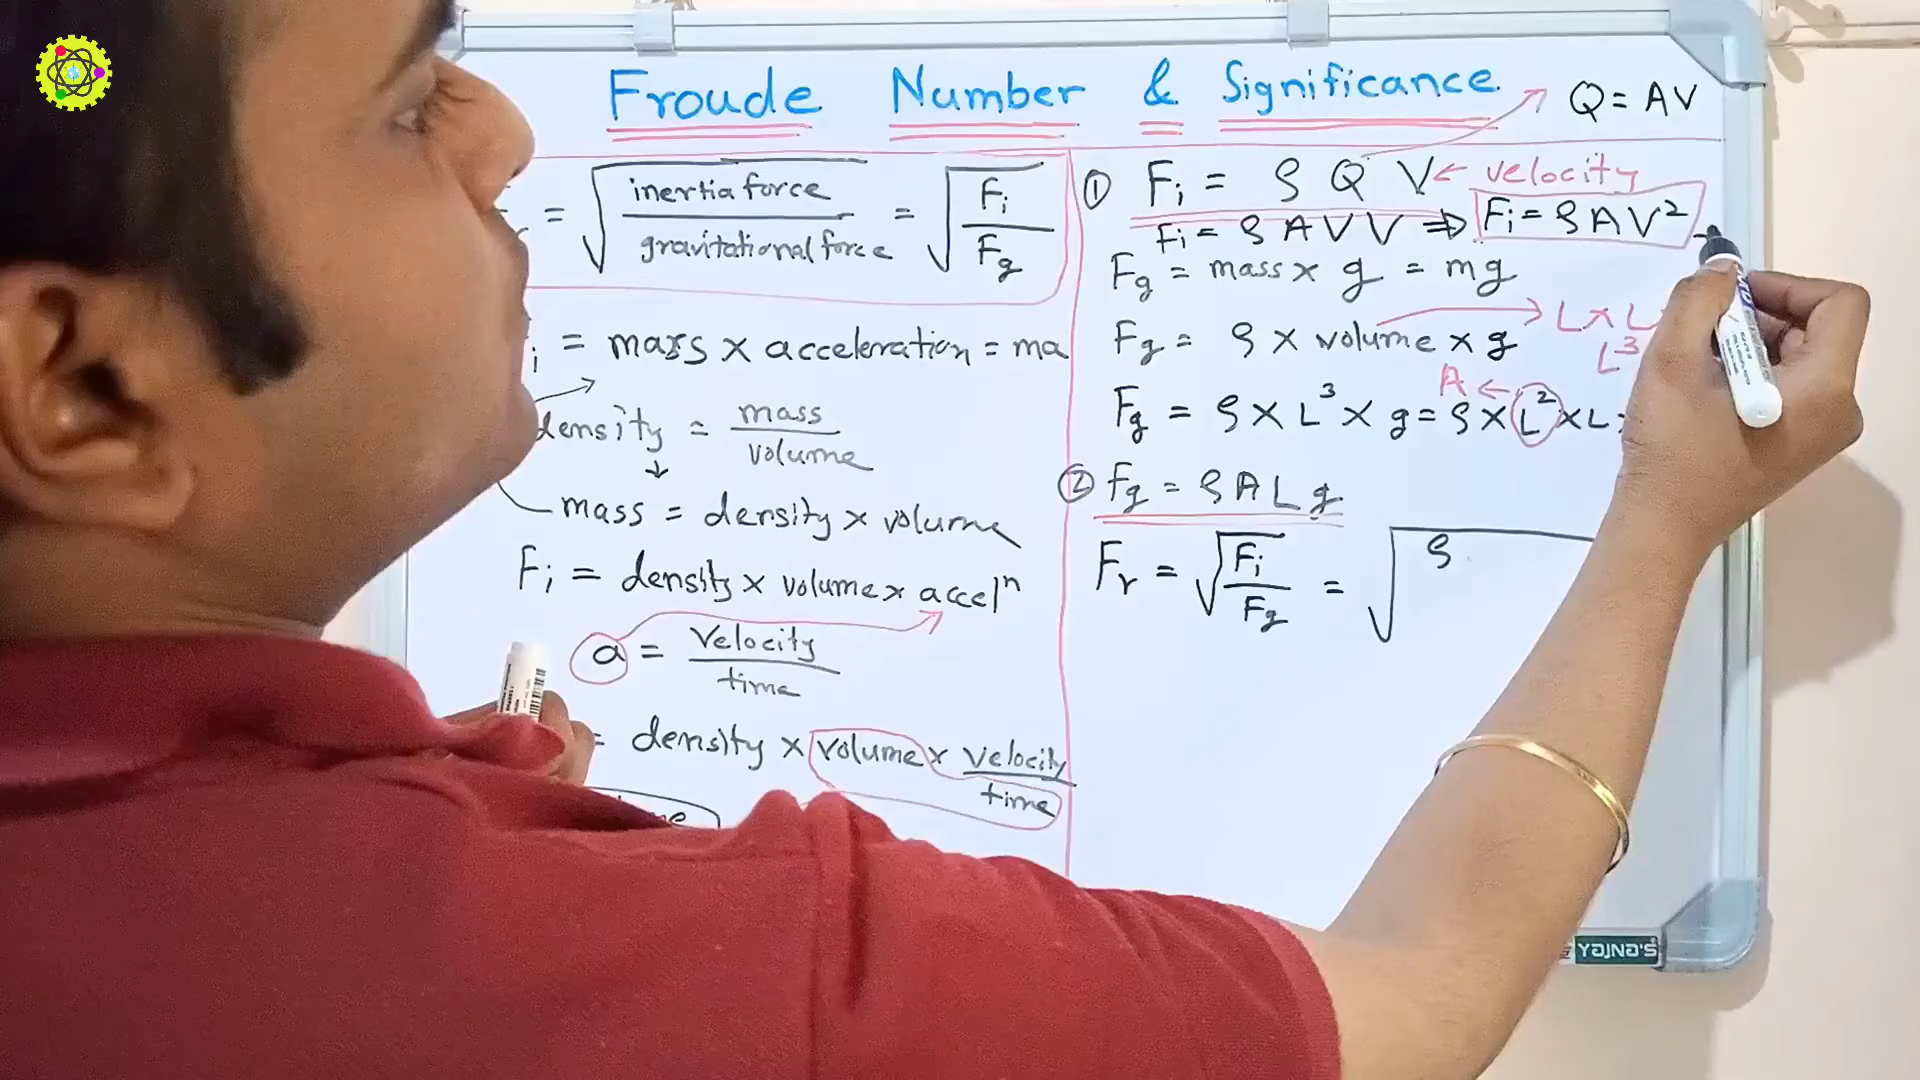 Froude Number & Significance
Q = AV
= √ inertia force / gravitational force = √ Fi / Fg
i = mass x acceleration = ma
density = mass / volume
↓
mass = density x volume
Fi = density x volume x accelⁿ
a = Velocity / time
= density x volume x velocity / time
① Fi = ρ Q V ← velocity
Fi = ρ A V V ⇒ Fi = ρ A V²
Fg = mass x g = mg
Fg = ρ x volume x g → L x L
L³
A ←
Fg = ρ x L³ x g = ρ x L² x L
② Fg = ρ A L g
Fr = √ Fi / Fg = √ ρ
YAJNA'S